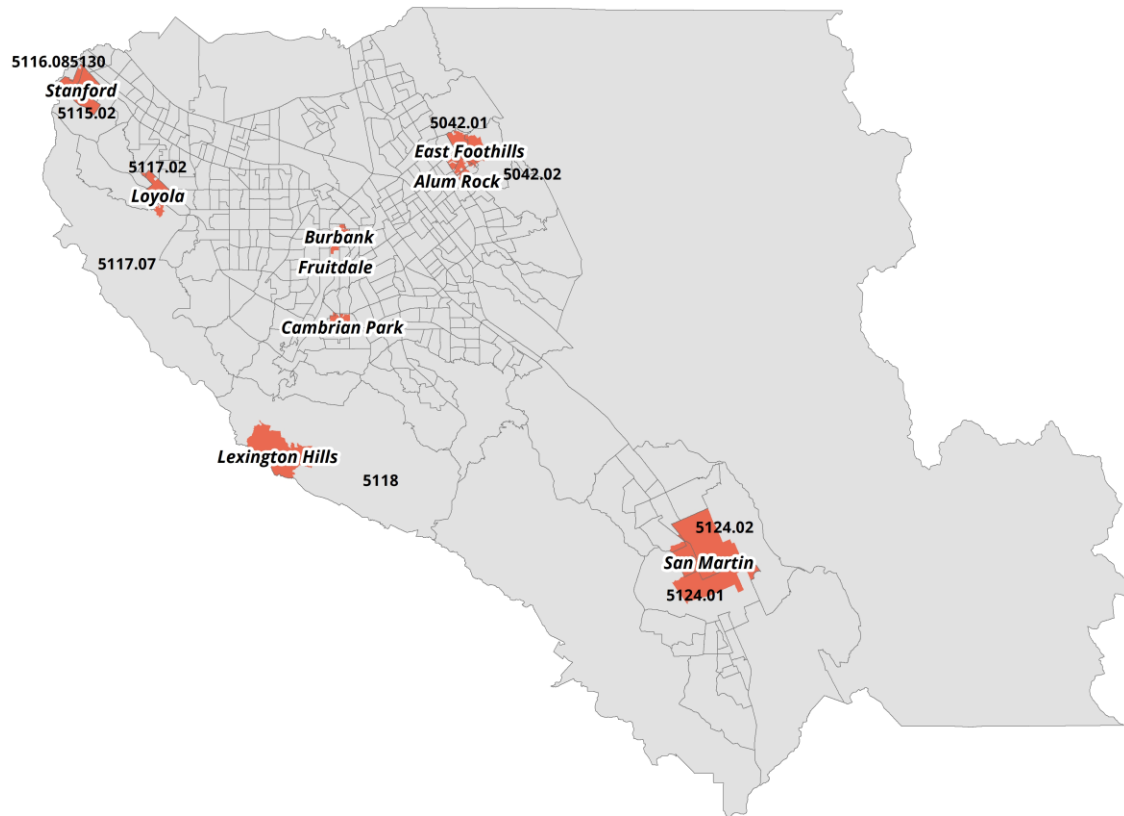 5116.085130
Stanford
5115.02
5042.01
East Foothills
5042.02
Alum Rock
5117.02
Loyola
Burbank
5117.07
Fruitdale
Cambrian Park
Lexington Hills
5118
5124.02
San Martin
5124.01